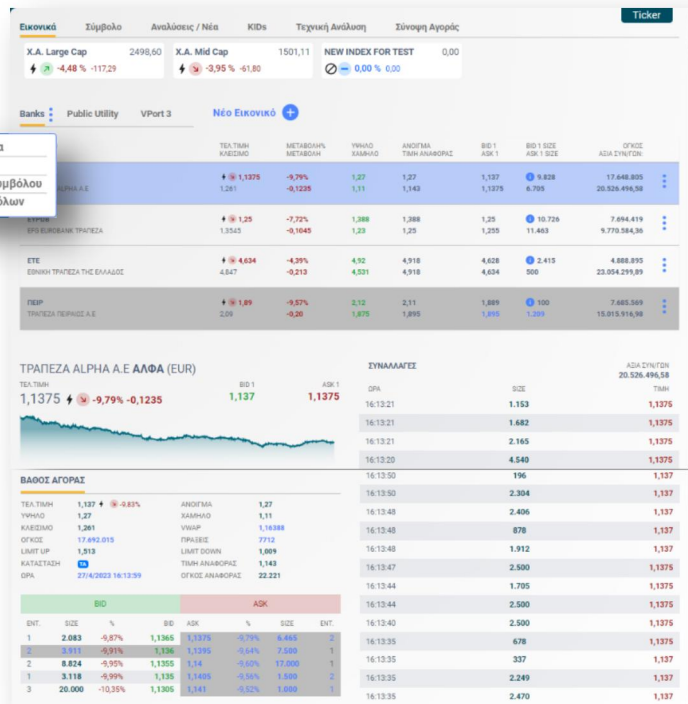 Ticker
Εικονικά Σύμβολο Αναλύσεις / Νέα KIDs Τεχνική Ανάλυση Σύνοψη Αγοράς
X.A. Large Cap 2498,60 X.A. Mid Cap 1501,11 NEW INDEX FOR TEST 0,00
-4,48 % -117,29 -3,95 % -61,80 0,00 % 0,00
Banks Public Utility VPort 3 Νέο Εικονικό +
ΤΕΛ.ΤΙΜΗ ΜΕΤΑΒΟΛΗ% ΥΨΗΛΟ ΑΝΟΙΓΜΑ BID 1 BID 1 SIZE ΟΓΚΟΣ
ΚΛΕΙΣΙΜΟ ΜΕΤΑΒΟΛΗ ΧΑΜΗΛΟ ΤΙΜΗ ΑΝΑΦΟΡΑΣ ASK 1 ASK 1 SIZE ΑΞΙΑ ΣΥΝ/ΓΩΝ
1,1375 -9,79% 1,27 1,27 1,137 9.828 17.648.805
ALPHA A.E 1,261 -0,1235 1,11 1,143 1,1375 6.705 20.526.496,58
1,25 -7,72% 1,388 1,388 1,25 10.726 7.694.419
EFG EUROBANK ΤΡΑΠΕΖΑ 1,3545 -0,1045 1,23 1,25 1,255 11.463 9.770.584,36
ΕΤΕ 4,634 -4,39% 4,92 4,918 4,628 2.415 4.888.895
ΕΘΝΙΚΗ ΤΡΑΠΕΖΑ ΤΗΣ ΕΛΛΑΔΟΣ 4,847 -0,213 4,531 4,918 4,634 500 23.054.299,89
ΠΕΙΡ 1,89 -9,57% 2,12 2,11 1,889 100 7.685.569
ΤΡΑΠΕΖΑ ΠΕΙΡΑΙΩΣ Α.Ε 2,09 -0,20 1,875 1,895 1,895 1.289 15.015.916,98
ΤΡΑΠΕΖΑ ALPHA A.E ΑΛΦΑ (EUR)
ΤΕΛ.ΤΙΜΗ BID 1 ASK 1
1,1375 -9,79% -0,1235 1,137 1,1375
ΒΑΘΟΣ ΑΓΟΡΑΣ
ΤΕΛ.ΤΙΜΗ 1,137 -9.83% ΑΝΟΙΓΜΑ 1,27
ΥΨΗΛΟ 1,27 ΧΑΜΗΛΟ 1,11
ΚΛΕΙΣΙΜΟ 1,261 VWAP 1,16388
ΟΓΚΟΣ 17.692.015 ΠΡΑΞΕΙΣ 7712
LIMIT UP 1,513 LIMIT DOWN 1,009
ΚΑΤΑΣΤΑΣΗ ΤΙΜΗ ΑΝΑΦΟΡΑΣ 1,143
ΩΡΑ 27/4/2023 16:13:59 ΟΓΚΟΣ ΑΝΑΦΟΡΑΣ 22.221
BID ASK
ENT. SIZE % BID ASK % SIZE ENT.
1 2.083 -9,87% 1,1365 1,1375 -9,79% 6.465 2
2 3.911 -9,91% 1,136 1,1395 -9,64% 7.500 1
2 8.824 -9,95% 1,1355 1,14 -9,60% 17.000 1
1 3.118 -9,99% 1,135 1,1405 -9,56% 1.500 2
3 20.000 -10,35% 1,1305 1,141 -9,52% 1.000 1
ΣΥΝΑΛΛΑΓΕΣ ΑΞΙΑ ΣΥΝ/ΓΩΝ
20.526.496,58
ΩΡΑ SIZE ΤΙΜΗ
16:13:21 1.153 1,1375
16:13:21 1.682 1,1375
16:13:21 2.165 1,1375
16:13:20 4.540 1,1375
16:13:50 196 1,137
16:13:50 2.304 1,137
16:13:48 2.406 1,137
16:13:48 878 1,137
16:13:48 1.912 1,137
16:13:47 2.500 1,1375
16:13:44 1.705 1,1375
16:13:44 2.500 1,1375
16:13:40 2.500 1,1375
16:13:35 678 1,1375
16:13:35 337 1,137
16:13:35 2.249 1,137
16:13:35 2.470 1,137